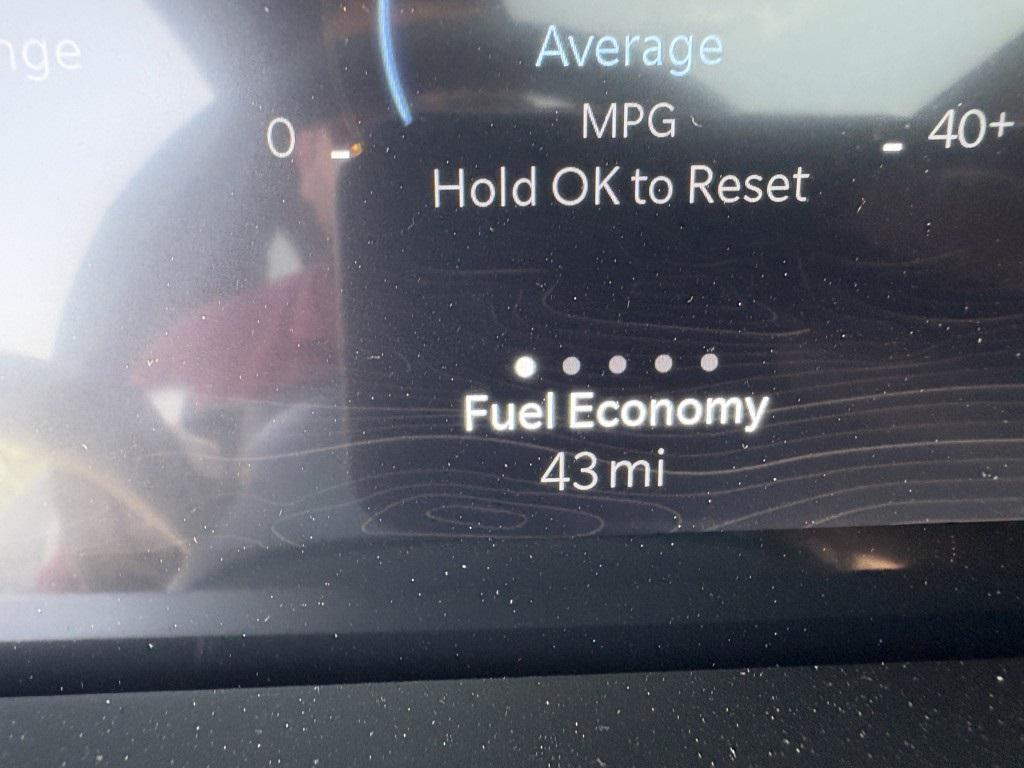 nge
Average
0 MPG 40+
Hold OK to Reset
Fuel Economy
43 mi